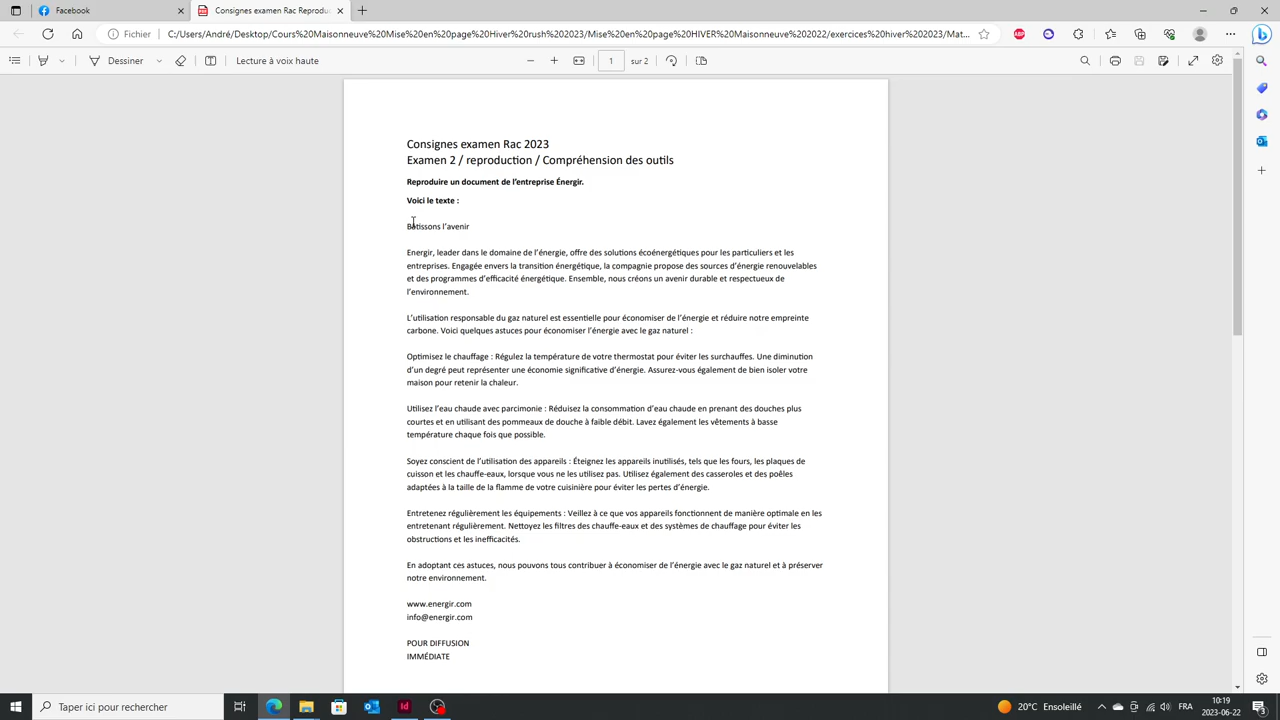 Facebook
Consignes examen Rac Reprodu
Fichier
C:/Users/André/Desktop/Cours%20Maisonneuve%20Mise%20en%20page%20Hiver%20rush%202023/Mise%20en%20page%20HIVER%20Maisonneuve%202022/exercices%20hiver%202023/Mat...
ABP
Dessiner
Lecture à voix haute
1
sur 2
Consignes examen Rac 2023
Examen 2 / reproduction / Compréhension des outils
Reproduire un document de l’entreprise Énergir.
Voici le texte :
Bâtissons l’avenir
Energir, leader dans le domaine de l’énergie, offre des solutions écoénergétiques pour les particuliers et les
entreprises. Engagée envers la transition énergétique, la compagnie propose des sources d’énergie renouvelables
et des programmes d’efficacité énergétique. Ensemble, nous créons un avenir durable et respectueux de
l’environnement.
L’utilisation responsable du gaz naturel est essentielle pour économiser de l’énergie et réduire notre empreinte
carbone. Voici quelques astuces pour économiser l’énergie avec le gaz naturel :
Optimisez le chauffage : Régulez la température de votre thermostat pour éviter les surchauffes. Une diminution
d’un degré peut représenter une économie significative d’énergie. Assurez-vous également de bien isoler votre
maison pour retenir la chaleur.
Utilisez l’eau chaude avec parcimonie : Réduisez la consommation d’eau chaude en prenant des douches plus
courtes et en utilisant des pommeaux de douche à faible débit. Lavez également les vêtements à basse
température chaque fois que possible.
Soyez conscient de l’utilisation des appareils : Éteignez les appareils inutilisés, tels que les fours, les plaques de
cuisson et les chauffe-eaux, lorsque vous ne les utilisez pas. Utilisez également des casseroles et des poêles
adaptées à la taille de la flamme de votre cuisinière pour éviter les pertes d’énergie.
Entretenez régulièrement les équipements : Veillez à ce que vos appareils fonctionnent de manière optimale en les
entretenant régulièrement. Nettoyez les filtres des chauffe-eaux et des systèmes de chauffage pour éviter les
obstructions et les inefficacités.
En adoptant ces astuces, nous pouvons tous contribuer à économiser de l’énergie avec le gaz naturel et à préserver
notre environnement.
www.energir.com
info@energir.com
POUR DIFFUSION
IMMÉDIATE
Taper ici pour rechercher
Id
20°C Ensoleillé
FRA
10:19
2023-06-22